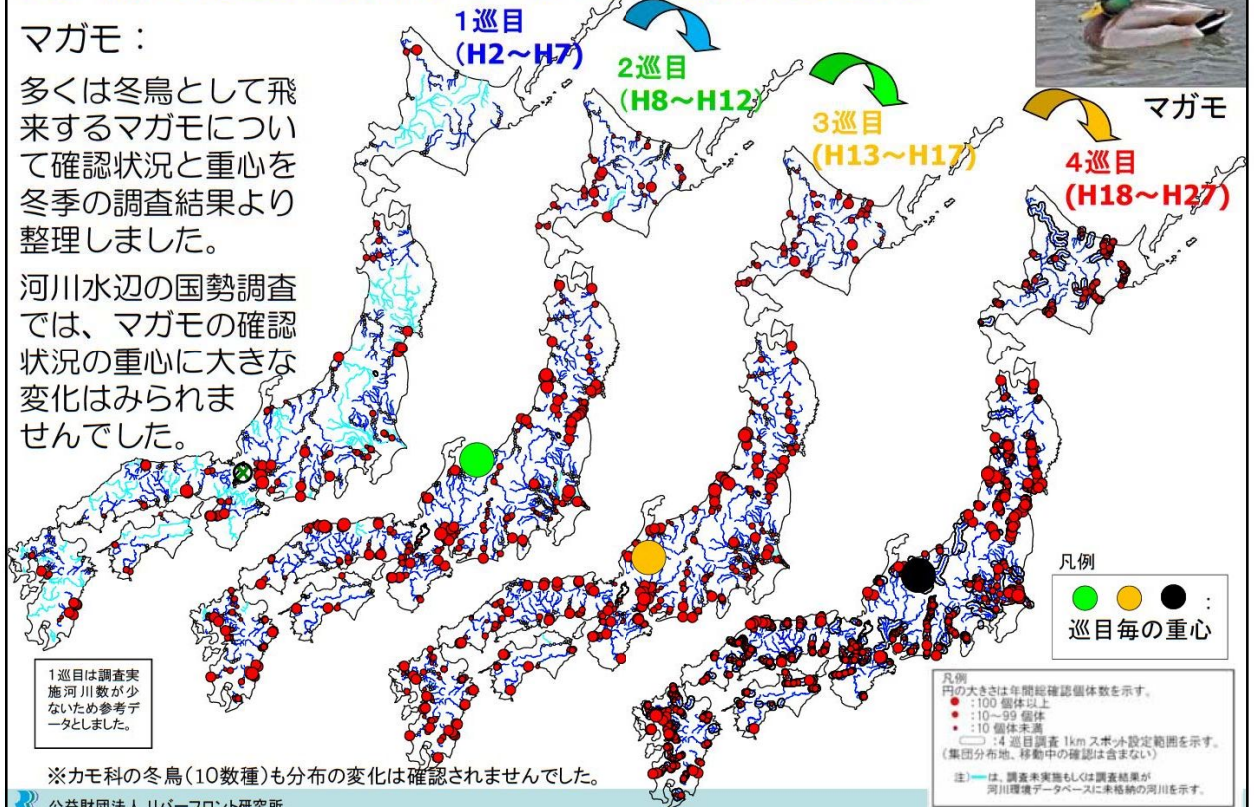 マガモ：
多くは冬鳥として飛
来するマガモについ
て確認状況と重心を
冬季の調査結果より
整理しました。
河川水辺の国勢調査
では、マガモの確認
状況の重心に大きな
変化はみられま
せんでした。
1巡目
(H2～H7)
2巡目
(H8～H12)
3巡目
(H13～H17)
4巡目
(H18～H27)
マガモ
凡例
：
巡目毎の重心
1巡目は調査実
施河川数が少
ないため参考デ
ータとしました。
凡例
円の大きさは年間総確認個体数を示す。
：100 個体以上
：10～99 個体
：10 個体未満
：4 巡目調査 1km スポット設定範囲を示す。
(集団分布地、移動中の確認は含まない)
注) は、調査未実施もしくは調査結果が
河川環境データベースに未格納の河川を示す。
※カモ科の冬鳥(10数種)も分布の変化は確認されませんでした。
公益財団法人 リバーフロント研究所